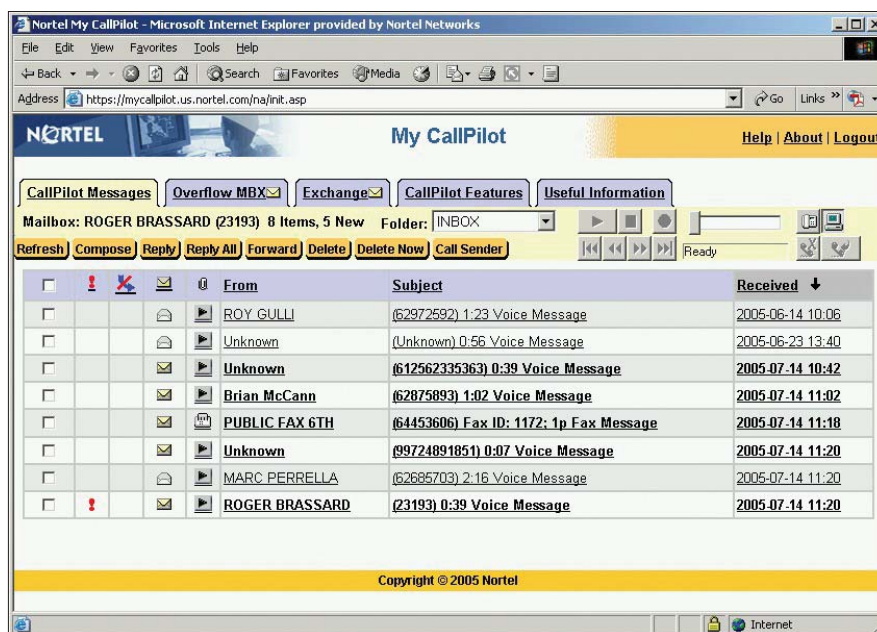 Nortel My CallPilot - Microsoft Internet Explorer provided by Nortel Networks
File Edit View Favorites Tools Help
Back Search Favorites Media
Address https://mycallpilot.us.nortel.com/na/init.asp Go Links »
NORTEL My CallPilot Help | About | Logout
CallPilot Messages Overflow MBX Exchange CallPilot Features Useful Information
Mailbox: ROGER BRASSARD (23193) 8 Items, 5 New Folder: INBOX
Refresh Compose Reply Reply All Forward Delete Delete Now Call Sender Ready
From Subject Received
ROY GULLI (62972592) 1:23 Voice Message 2005-06-14 10:06
Unknown (Unknown) 0:56 Voice Message 2005-06-23 13:40
Unknown (612562335363) 0:39 Voice Message 2005-07-14 10:42
Brian McCann (62875893) 1:02 Voice Message 2005-07-14 11:02
PUBLIC FAX 6TH (64453606) Fax ID: 1172; 1p Fax Message 2005-07-14 11:18
Unknown (99724891851) 0:07 Voice Message 2005-07-14 11:20
MARC PERRELLA (62685703) 2:16 Voice Message 2005-07-14 11:20
ROGER BRASSARD (23193) 0:39 Voice Message 2005-07-14 11:20
Copyright © 2005 Nortel
Internet